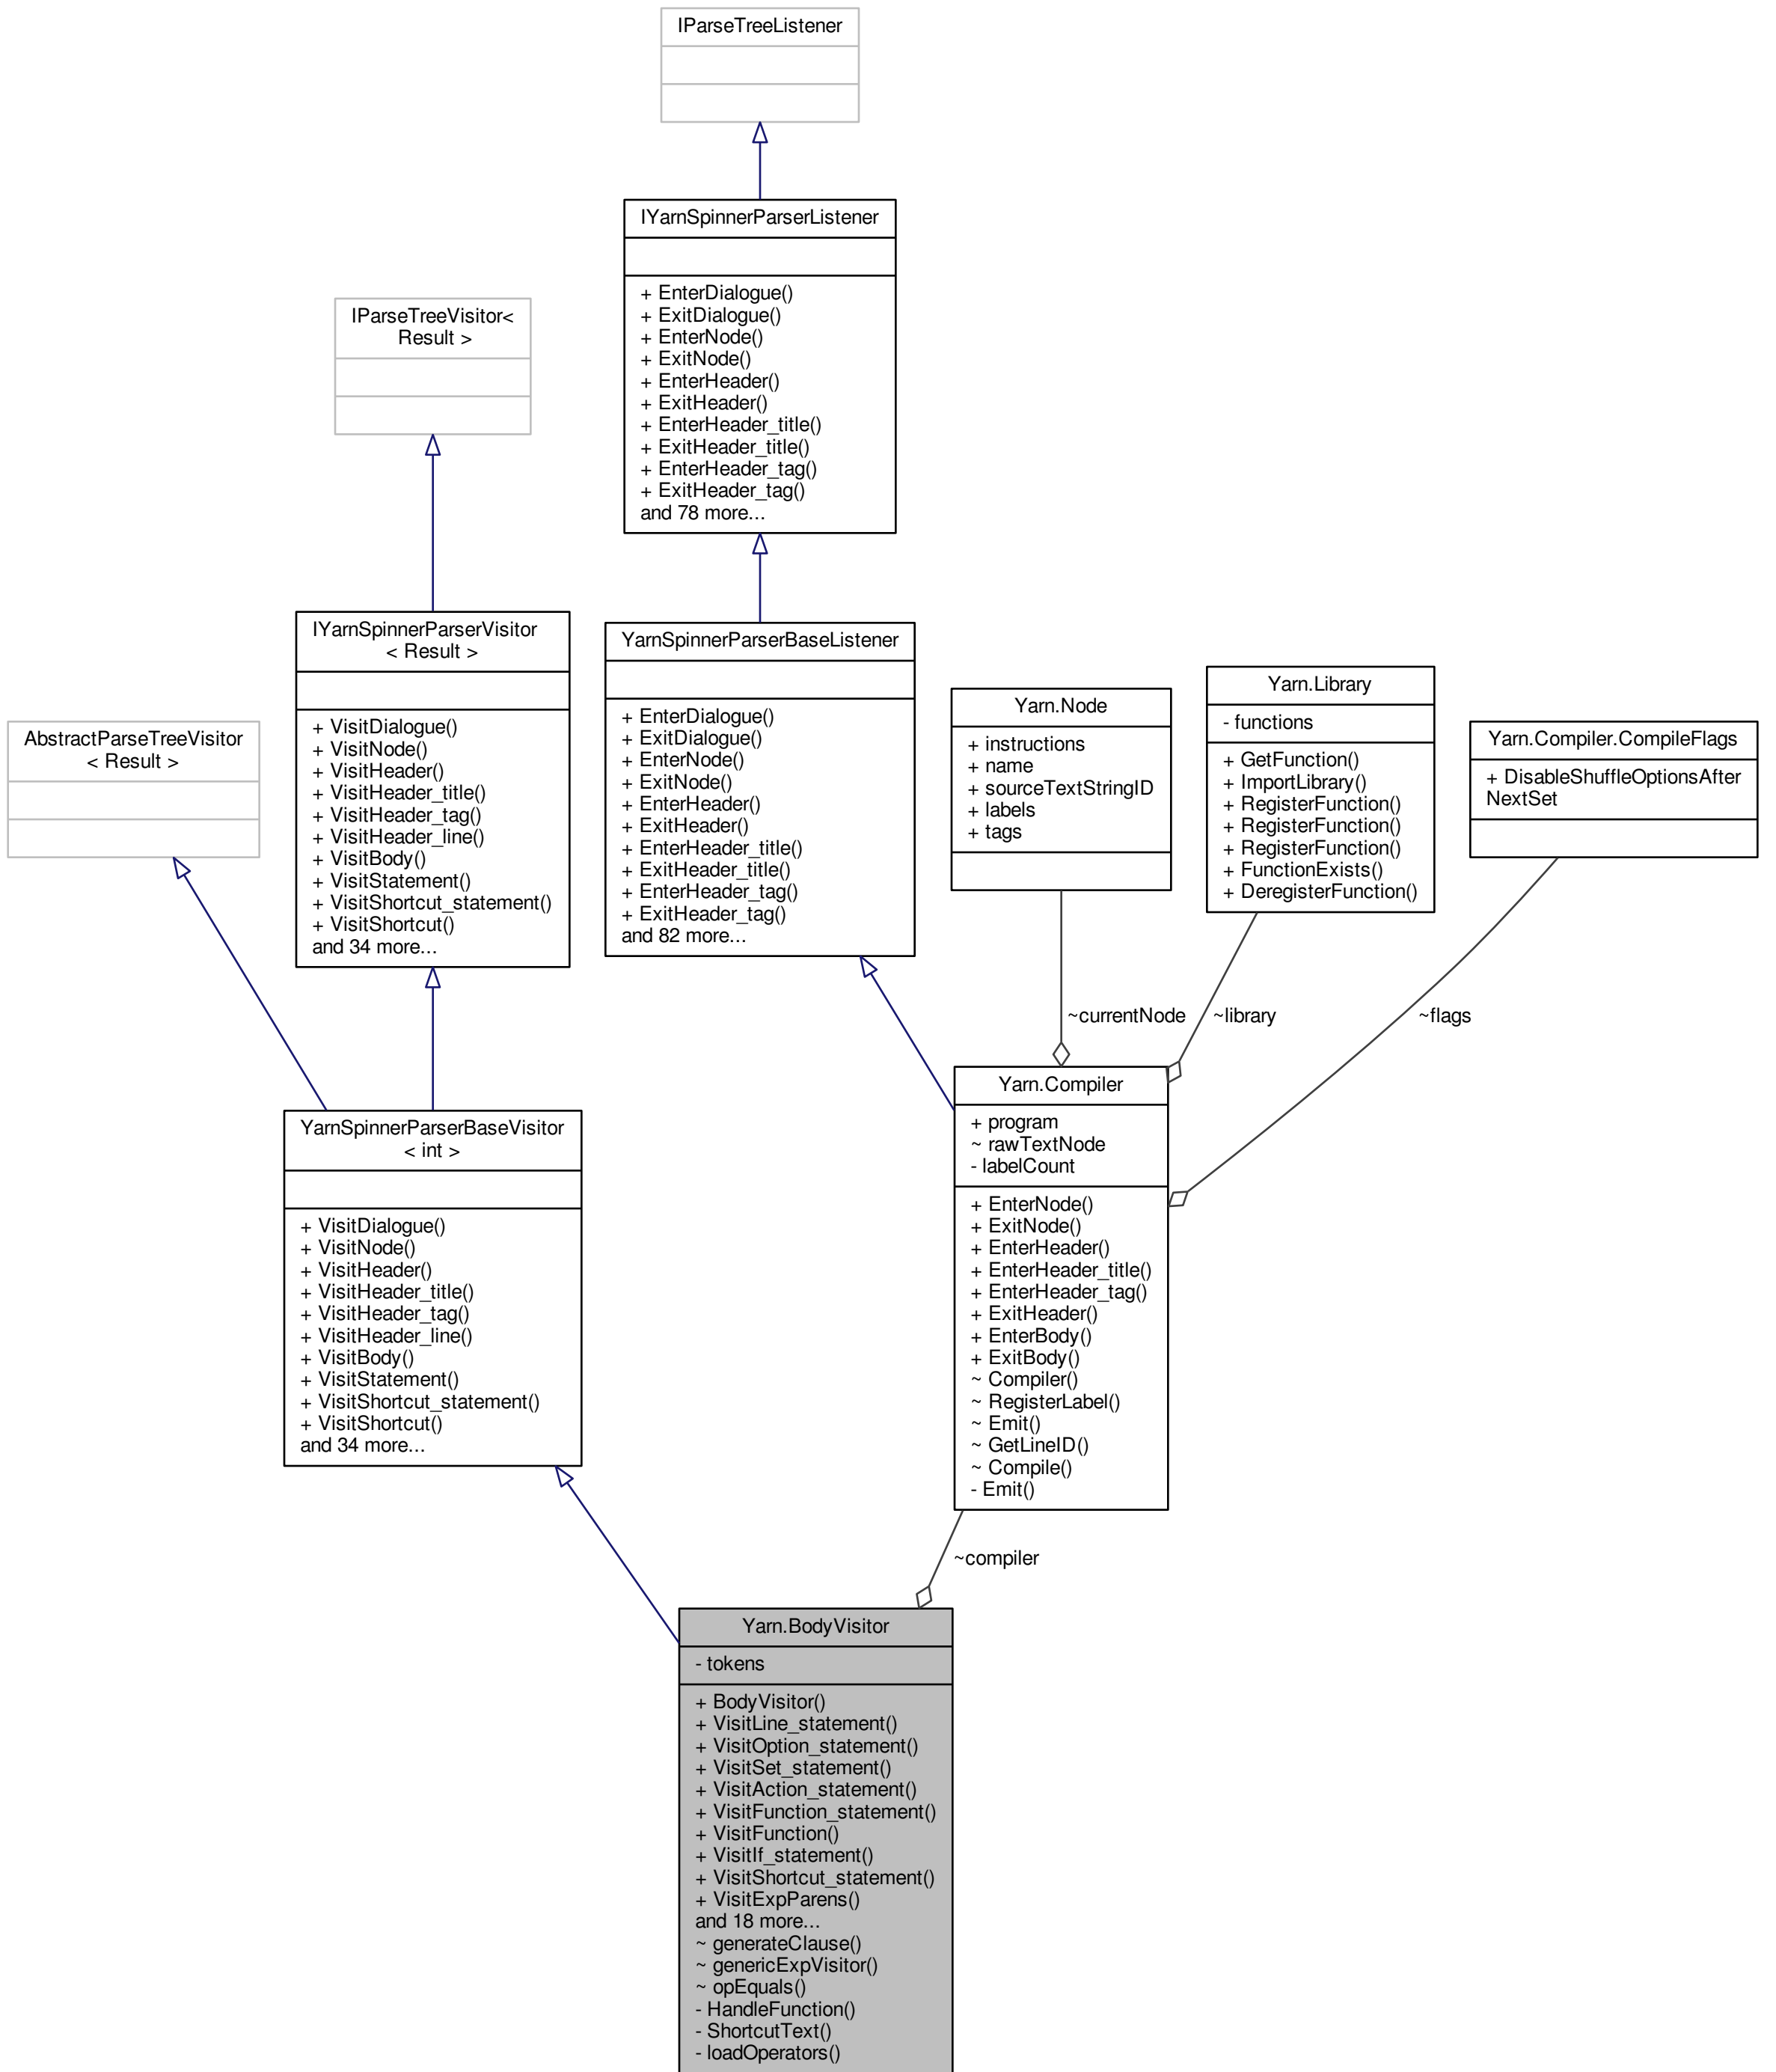 IParseTreeListener
IYarnSpinnerParserListener
+ EnterDialogue()
+ ExitDialogue()
+ EnterNode()
+ ExitNode()
+ EnterHeader()
+ ExitHeader()
+ EnterHeader_title()
+ ExitHeader_title()
+ EnterHeader_tag()
+ ExitHeader_tag()
and 78 more...
IParseTreeVisitor<
Result >
IYarnSpinnerParserVisitor
< Result >
+ VisitDialogue()
+ VisitNode()
+ VisitHeader()
+ VisitHeader_title()
+ VisitHeader_tag()
+ VisitHeader_line()
+ VisitBody()
+ VisitStatement()
+ VisitShortcut_statement()
+ VisitShortcut()
and 34 more...
YarnSpinnerParserBaseListener
+ EnterDialogue()
+ ExitDialogue()
+ EnterNode()
+ ExitNode()
+ EnterHeader()
+ ExitHeader()
+ EnterHeader_title()
+ ExitHeader_title()
+ EnterHeader_tag()
+ ExitHeader_tag()
and 82 more...
Yarn.Node
+ instructions
+ name
+ sourceTextStringID
+ labels
+ tags
Yarn.Library
- functions
+ GetFunction()
+ ImportLibrary()
+ RegisterFunction()
+ RegisterFunction()
+ RegisterFunction()
+ FunctionExists()
+ DeregisterFunction()
Yarn.Compiler.CompileFlags
+ DisableShuffleOptionsAfter
NextSet
AbstractParseTreeVisitor
< Result >
~currentNode
~library
~flags
YarnSpinnerParserBaseVisitor
< int >
+ VisitDialogue()
+ VisitNode()
+ VisitHeader()
+ VisitHeader_title()
+ VisitHeader_tag()
+ VisitHeader_line()
+ VisitBody()
+ VisitStatement()
+ VisitShortcut_statement()
+ VisitShortcut()
and 34 more...
Yarn.Compiler
+ program
~ rawTextNode
- labelCount
+ EnterNode()
+ ExitNode()
+ EnterHeader()
+ EnterHeader_title()
+ EnterHeader_tag()
+ ExitHeader()
+ EnterBody()
+ ExitBody()
~ Compiler()
~ RegisterLabel()
~ Emit()
~ GetLineID()
~ Compile()
- Emit()
~compiler
Yarn.BodyVisitor
- tokens
+ BodyVisitor()
+ VisitLine_statement()
+ VisitOption_statement()
+ VisitSet_statement()
+ VisitAction_statement()
+ VisitFunction_statement()
+ VisitFunction()
+ VisitIf_statement()
+ VisitShortcut_statement()
+ VisitExpParens()
and 18 more...
~ generateClause()
~ genericExpVisitor()
~ opEquals()
- HandleFunction()
- ShortcutText()
- loadOperators()